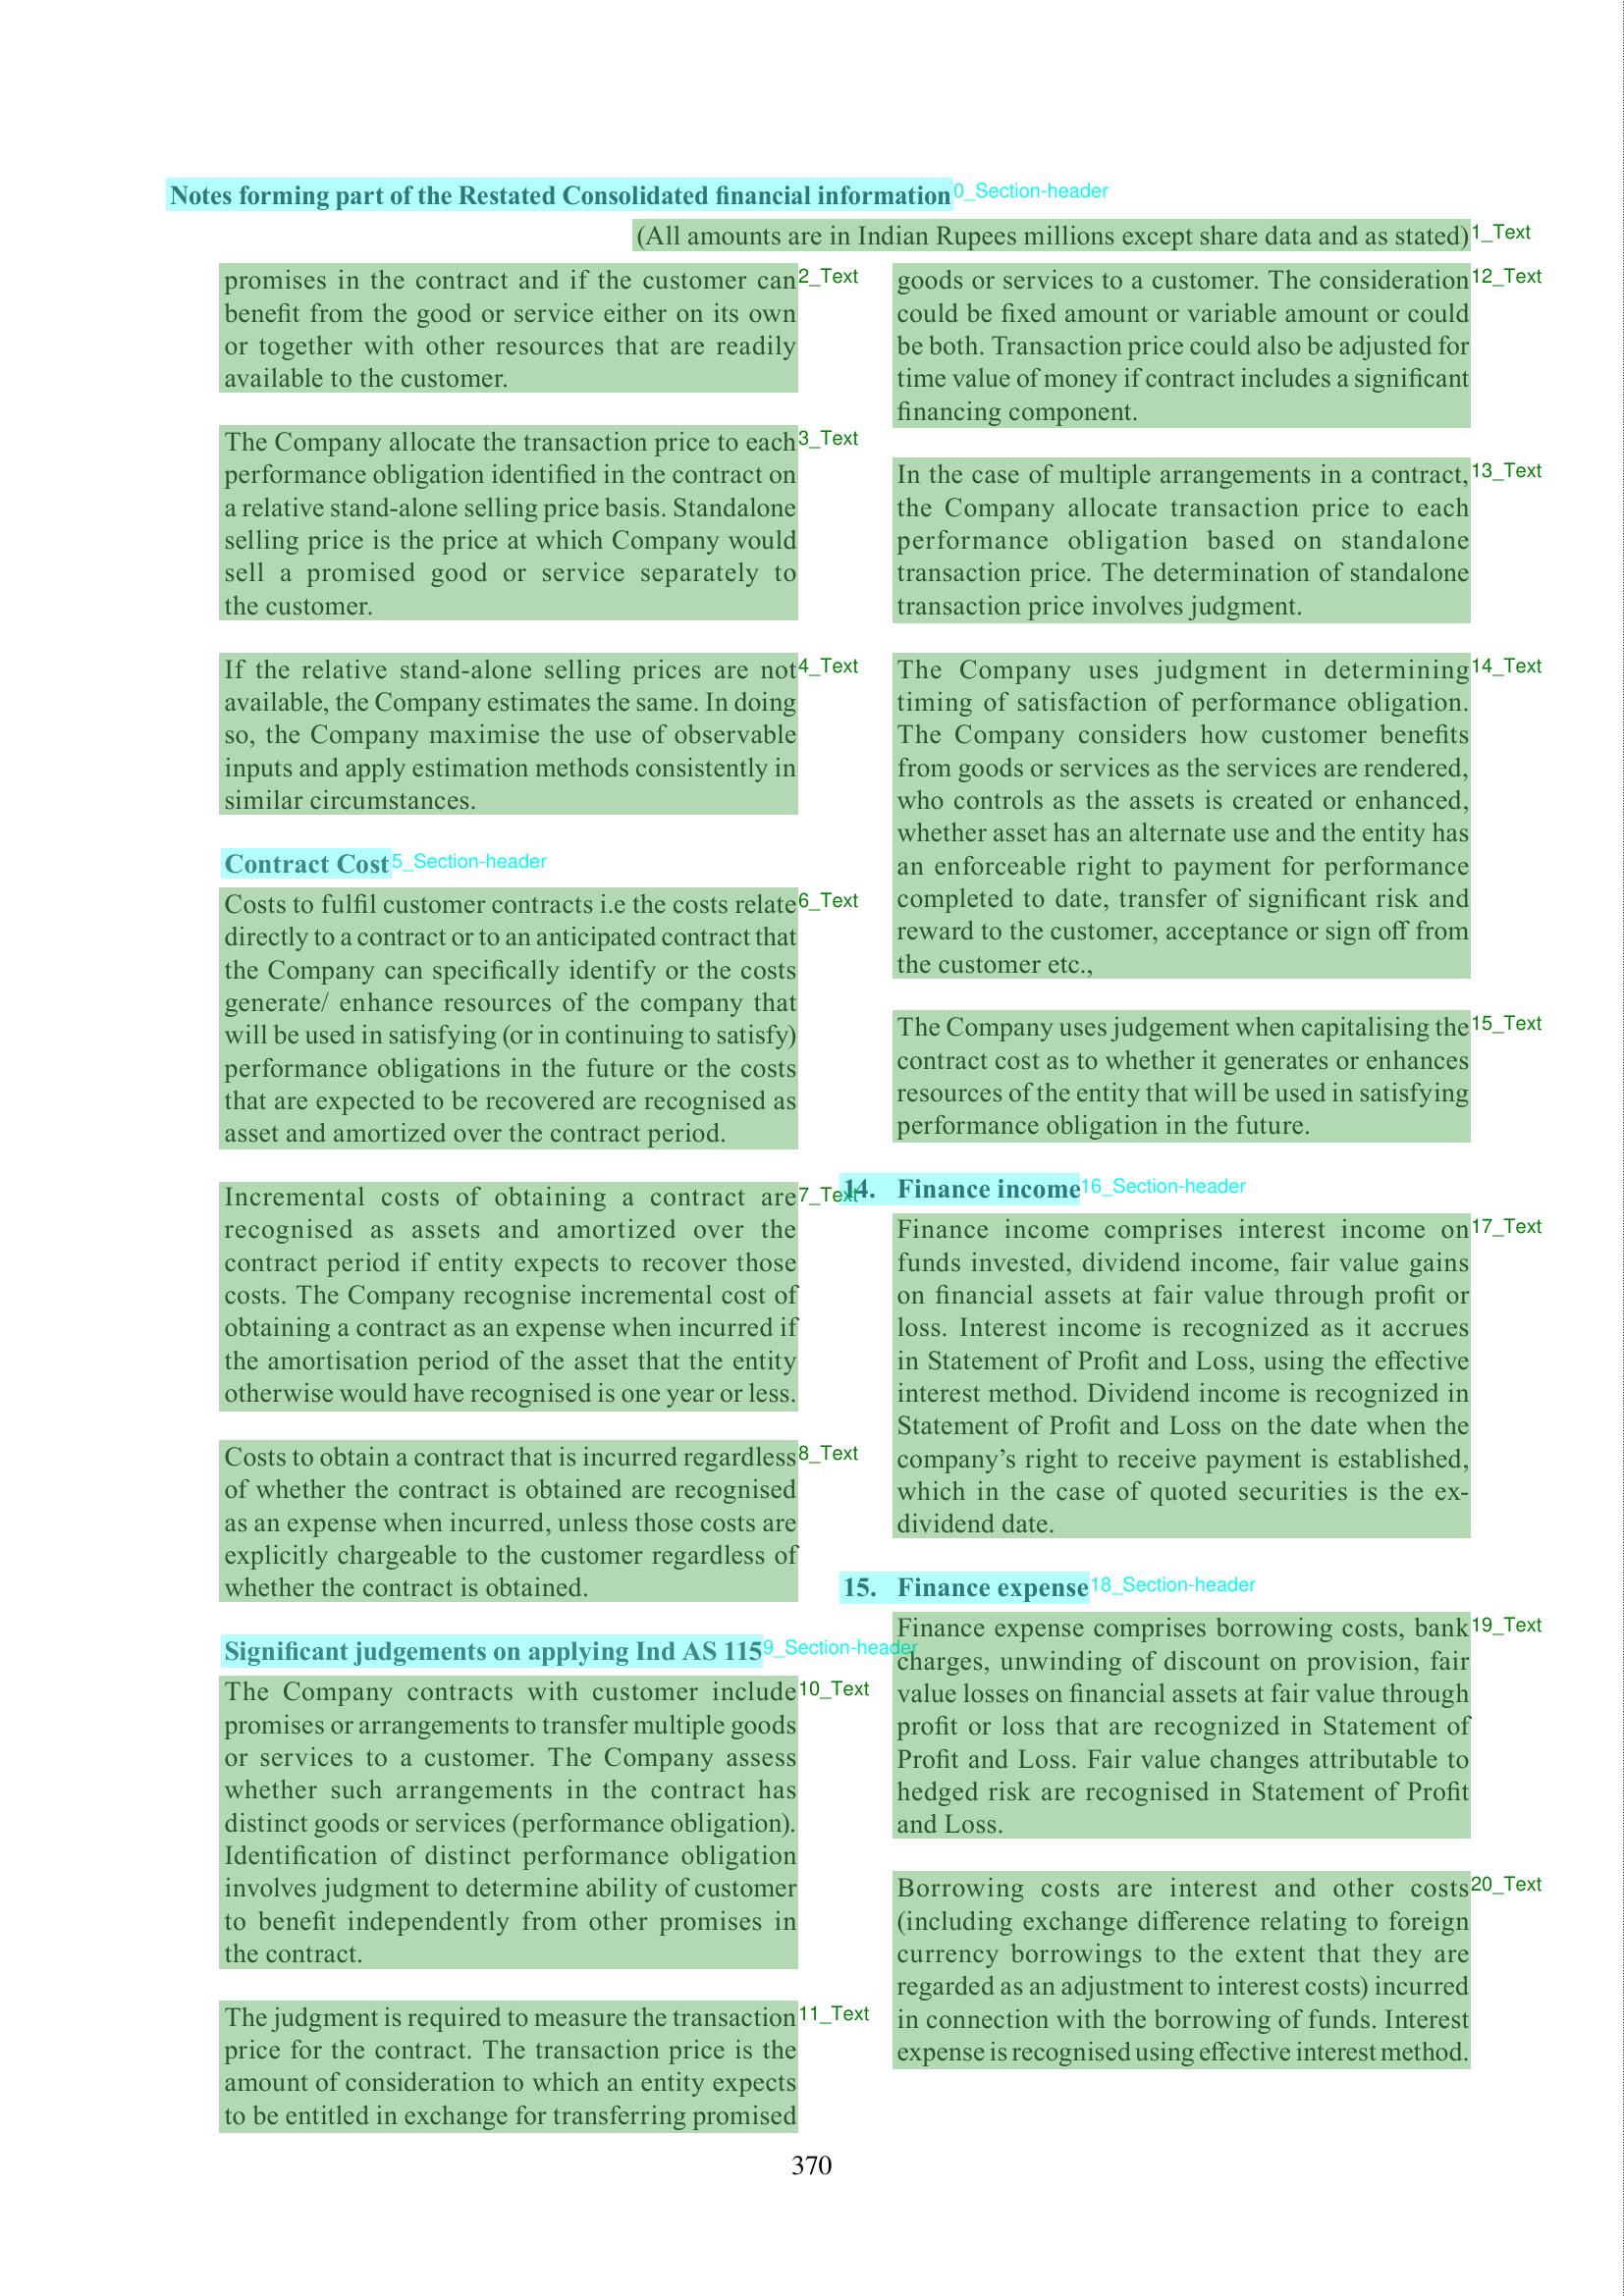 Notes forming part of the Restated Consolidated financial information 0_Section-header
(All amounts are in Indian Rupees millions except share data and as stated) 1_Text
promises in the contract and if the customer can 2_Text
benefit from the good or service either on its own
or together with other resources that are readily
available to the customer.
The Company allocate the transaction price to each 3_Text
performance obligation identified in the contract on
a relative stand-alone selling price basis. Standalone
selling price is the price at which Company would
sell a promised good or service separately to
the customer.
If the relative stand-alone selling prices are not 4_Text
available, the Company estimates the same. In doing
so, the Company maximise the use of observable
inputs and apply estimation methods consistently in
similar circumstances.
Contract Cost 5_Section-header
Costs to fulfil customer contracts i.e the costs relate 6_Text
directly to a contract or to an anticipated contract that
the Company can specifically identify or the costs
generate/ enhance resources of the company that
will be used in satisfying (or in continuing to satisfy)
performance obligations in the future or the costs
that are expected to be recovered are recognised as
asset and amortized over the contract period.
Incremental costs of obtaining a contract are 7_Text
recognised as assets and amortized over the
contract period if entity expects to recover those
costs. The Company recognise incremental cost of
obtaining a contract as an expense when incurred if
the amortisation period of the asset that the entity
otherwise would have recognised is one year or less.
Costs to obtain a contract that is incurred regardless 8_Text
of whether the contract is obtained are recognised
as an expense when incurred, unless those costs are
explicitly chargeable to the customer regardless of
whether the contract is obtained.
Significant judgements on applying Ind AS 115 9_Section-header
The Company contracts with customer include 10_Text
promises or arrangements to transfer multiple goods
or services to a customer. The Company assess
whether such arrangements in the contract has
distinct goods or services (performance obligation).
Identification of distinct performance obligation
involves judgment to determine ability of customer
to benefit independently from other promises in
the contract.
The judgment is required to measure the transaction 11_Text
price for the contract. The transaction price is the
amount of consideration to which an entity expects
to be entitled in exchange for transferring promised
goods or services to a customer. The consideration 12_Text
could be fixed amount or variable amount or could
be both. Transaction price could also be adjusted for
time value of money if contract includes a significant
financing component.
In the case of multiple arrangements in a contract, 13_Text
the Company allocate transaction price to each
performance obligation based on standalone
transaction price. The determination of standalone
transaction price involves judgment.
The Company uses judgment in determining 14_Text
timing of satisfaction of performance obligation.
The Company considers how customer benefits
from goods or services as the services are rendered,
who controls as the assets is created or enhanced,
whether asset has an alternate use and the entity has
an enforceable right to payment for performance
completed to date, transfer of significant risk and
reward to the customer, acceptance or sign off from
the customer etc.,
The Company uses judgement when capitalising the 15_Text
contract cost as to whether it generates or enhances
resources of the entity that will be used in satisfying
performance obligation in the future.
14. Finance income 16_Section-header
Finance income comprises interest income on 17_Text
funds invested, dividend income, fair value gains
on financial assets at fair value through profit or
loss. Interest income is recognized as it accrues
in Statement of Profit and Loss, using the effective
interest method. Dividend income is recognized in
Statement of Profit and Loss on the date when the
company’s right to receive payment is established,
which in the case of quoted securities is the ex-
dividend date.
15. Finance expense 18_Section-header
Finance expense comprises borrowing costs, bank 19_Text
charges, unwinding of discount on provision, fair
value losses on financial assets at fair value through
profit or loss that are recognized in Statement of
Profit and Loss. Fair value changes attributable to
hedged risk are recognised in Statement of Profit
and Loss.
Borrowing costs are interest and other costs 20_Text
(including exchange difference relating to foreign
currency borrowings to the extent that they are
regarded as an adjustment to interest costs) incurred
in connection with the borrowing of funds. Interest
expense is recognised using effective interest method.
370